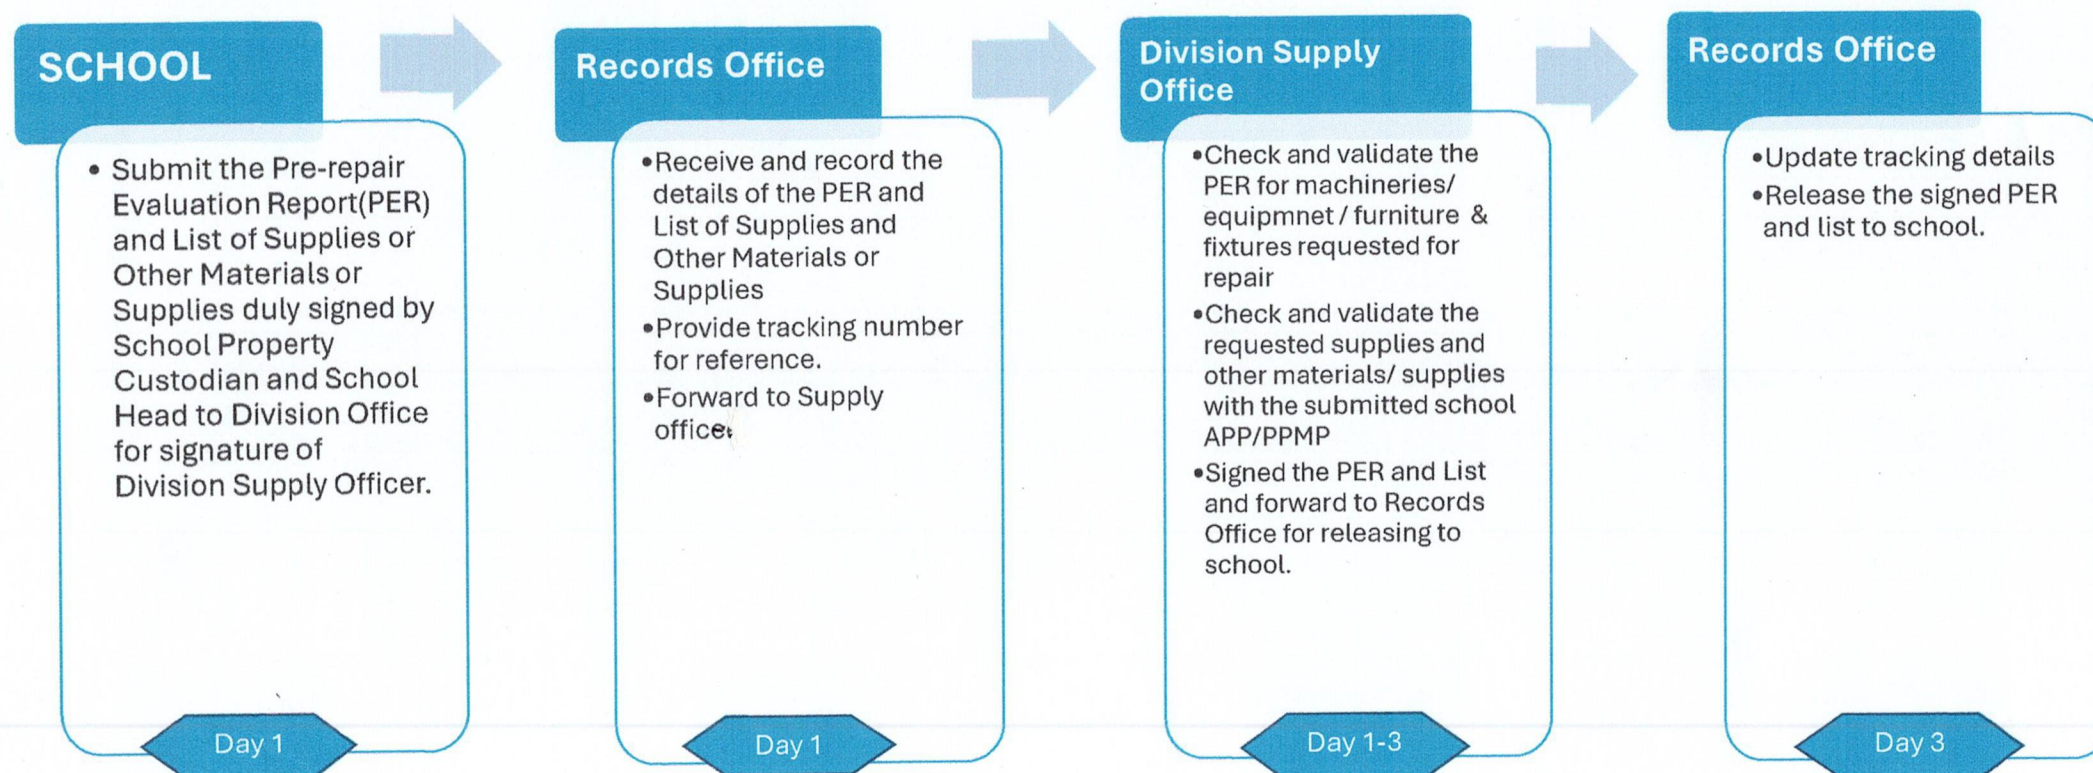 SCHOOL
• Submit the Pre-repair
Evaluation Report(PER)
and List of Supplies or
Other Materials or
Supplies duly signed by
School Property
Custodian and School
Head to Division Office
for signature of
Division Supply Officer.
Day 1
Records Office
•Receive and record the
details of the PER and
List of Supplies and
Other Materials or
Supplies
•Provide tracking number
for reference.
•Forward to Supply
office.
Day 1
Division Supply
Office
•Check and validate the
PER for machineries/
equipmnet / furniture &
fixtures requested for
repair
•Check and validate the
requested supplies and
other materials/ supplies
with the submitted school
APP/PPMP
•Signed the PER and List
and forward to Records
Office for releasing to
school.
Day 1-3
Records Office
•Update tracking details
•Release the signed PER
and list to school.
Day 3